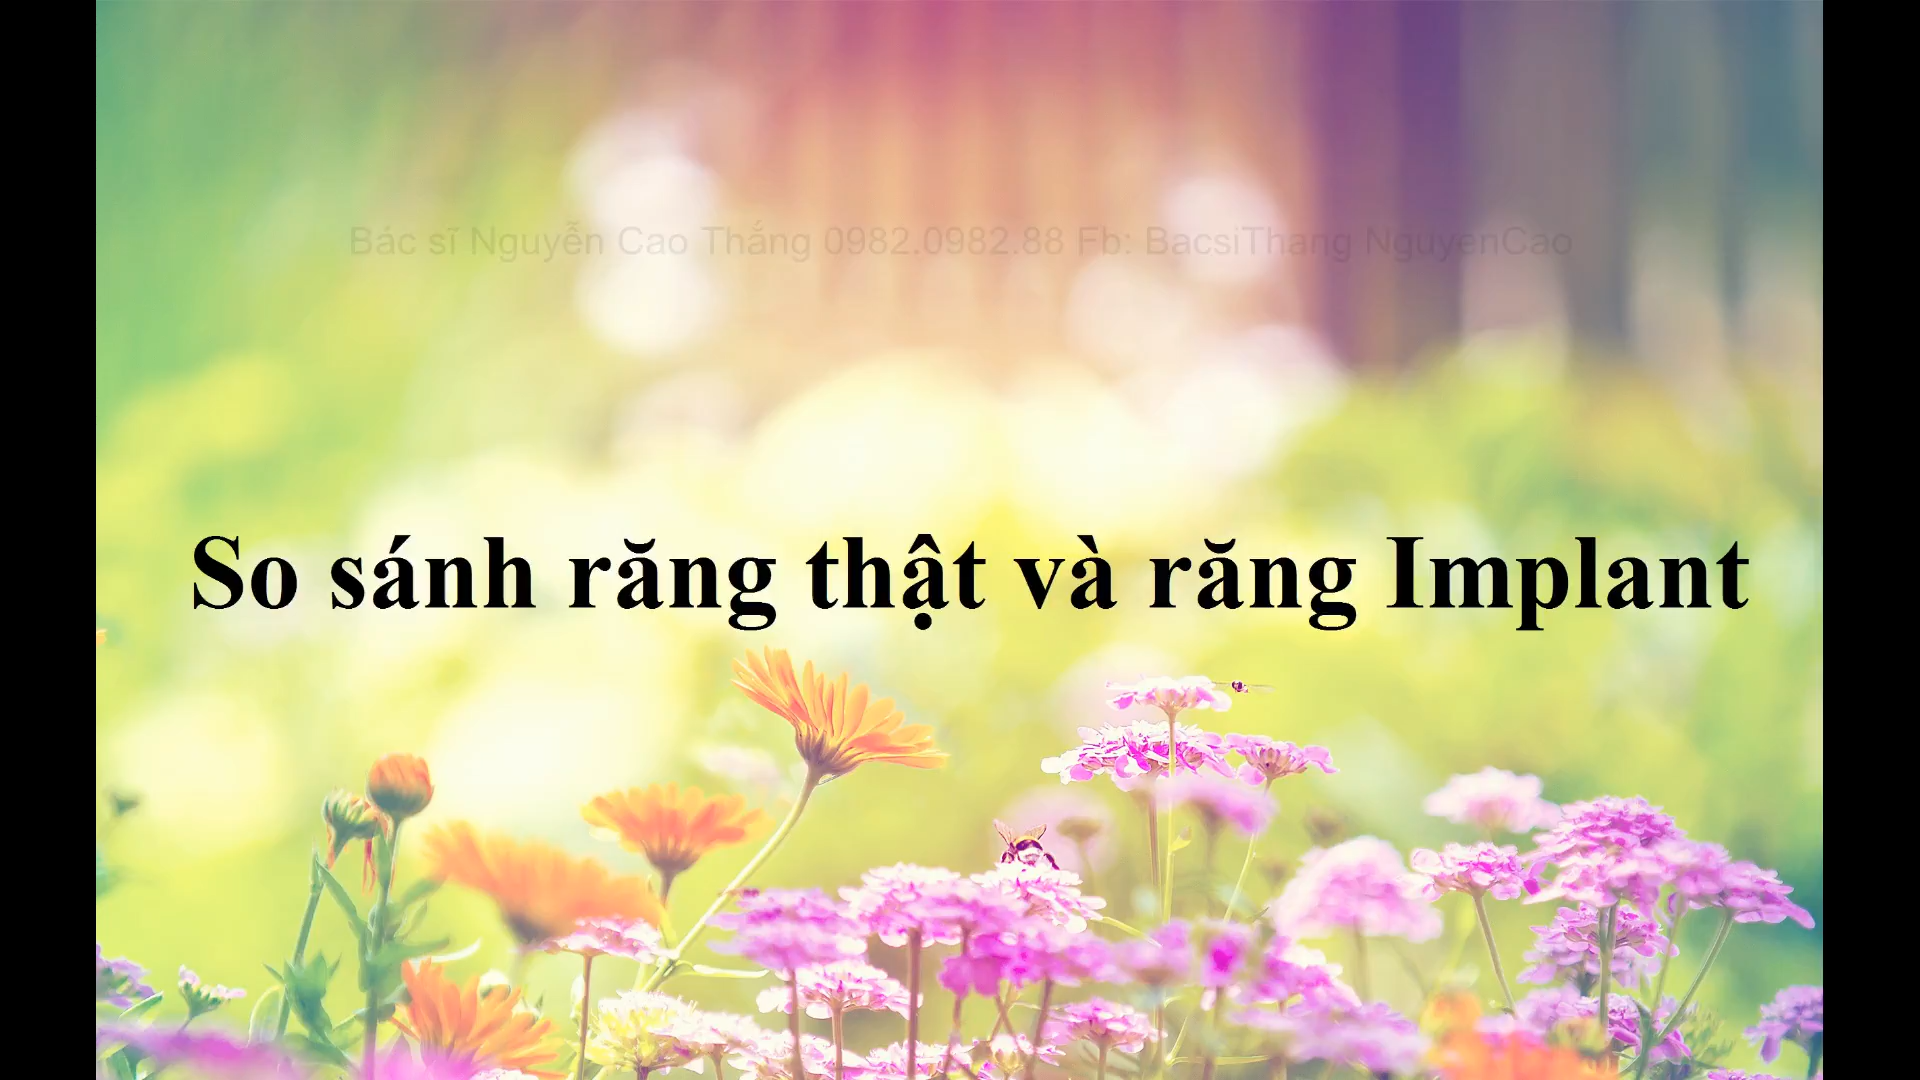 Bác sĩ Nguyễn Cao Thắng 0982.0982.88 Fb: BacsiThang NguyenCao
So sánh răng thật và răng Implant